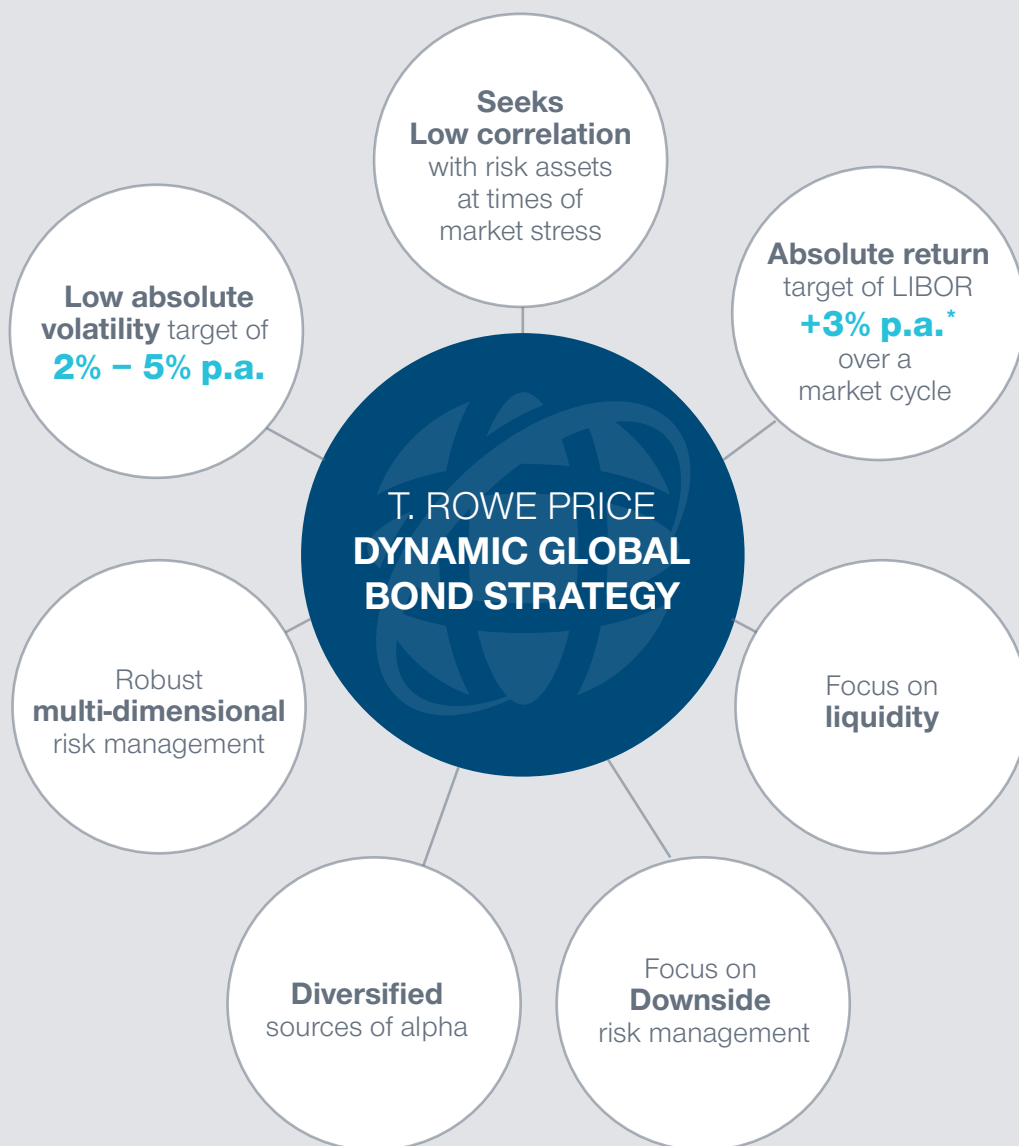 Seeks
Low correlation
with risk assets
at times of
market stress
Absolute return
target of LIBOR
+3% p.a.*
over a
market cycle
Low absolute
volatility target of
2% – 5% p.a.
T. ROWE PRICE
DYNAMIC GLOBAL
BOND STRATEGY
Robust
multi-dimensional
risk management
Focus on
liquidity
Diversified
sources of alpha
Focus on
Downside
risk management